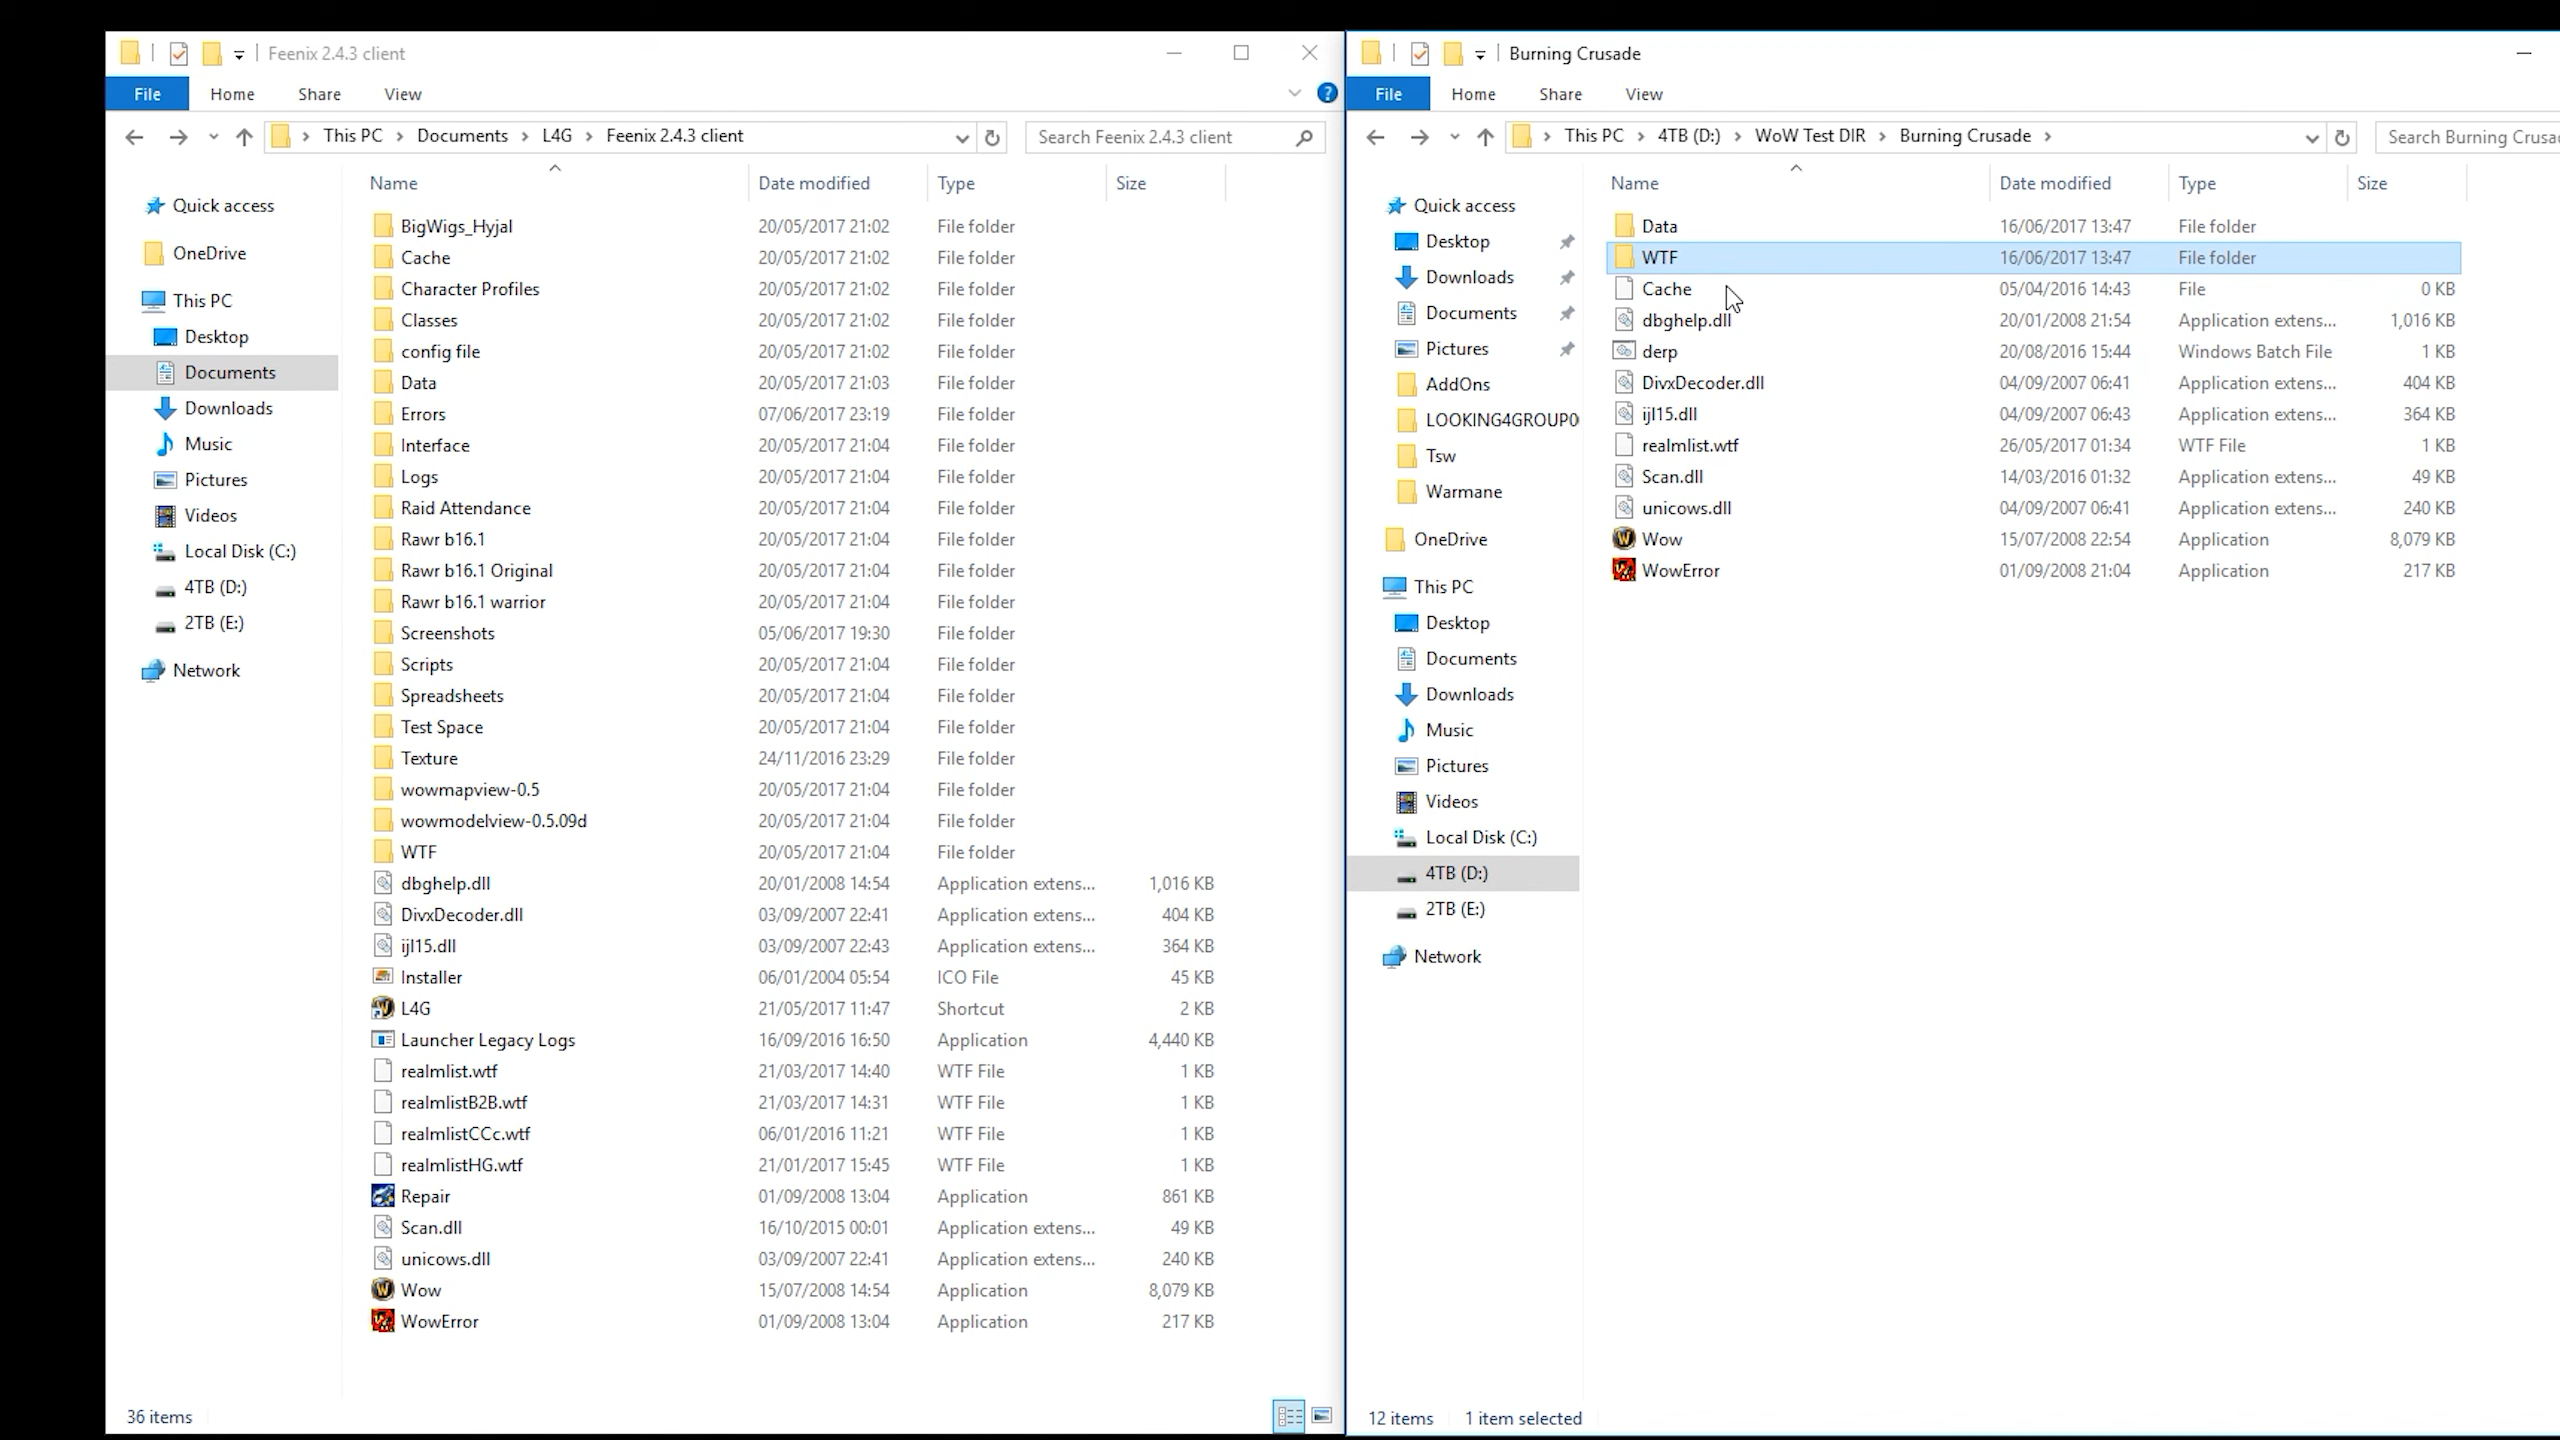 Feenix 2.4.3 client
File Home Share View
This PC Documents L4G Feenix 2.4.3 client
Search Feenix 2.4.3 client
Quick access
OneDrive
This PC
Desktop
Documents
Downloads
Music
Pictures
Videos
Local Disk (C:)
4TB (D:)
2TB (E:)
Network
Name Date modified Type Size
BigWigs_Hyjal 20/05/2017 21:02 File folder
Cache 20/05/2017 21:02 File folder
Character Profiles 20/05/2017 21:02 File folder
Classes 20/05/2017 21:02 File folder
config file 20/05/2017 21:02 File folder
Data 20/05/2017 21:03 File folder
Errors 07/06/2017 23:19 File folder
Interface 20/05/2017 21:04 File folder
Logs 20/05/2017 21:04 File folder
Raid Attendance 20/05/2017 21:04 File folder
Rawr b16.1 20/05/2017 21:04 File folder
Rawr b16.1 Original 20/05/2017 21:04 File folder
Rawr b16.1 warrior 20/05/2017 21:04 File folder
Screenshots 05/06/2017 19:30 File folder
Scripts 20/05/2017 21:04 File folder
Spreadsheets 20/05/2017 21:04 File folder
Test Space 20/05/2017 21:04 File folder
Texture 24/11/2016 23:29 File folder
wowmapview-0.5 20/05/2017 21:04 File folder
wowmodelview-0.5.09d 20/05/2017 21:04 File folder
WTF 20/05/2017 21:04 File folder
dbghelp.dll 20/01/2008 14:54 Application extens... 1,016 KB
DivxDecoder.dll 03/09/2007 22:41 Application extens... 404 KB
ijl15.dll 03/09/2007 22:43 Application extens... 364 KB
Installer 06/01/2004 05:54 ICO File 45 KB
L4G 21/05/2017 11:47 Shortcut 2 KB
Launcher Legacy Logs 16/09/2016 16:50 Application 4,440 KB
realmlist.wtf 21/03/2017 14:40 WTF File 1 KB
realmlistB2B.wtf 21/03/2017 14:31 WTF File 1 KB
realmlistCCc.wtf 06/01/2016 11:21 WTF File 1 KB
realmlistHG.wtf 21/01/2017 15:45 WTF File 1 KB
Repair 01/09/2008 13:04 Application 861 KB
Scan.dll 16/10/2015 00:01 Application extens... 49 KB
unicows.dll 03/09/2007 22:41 Application extens... 240 KB
Wow 15/07/2008 14:54 Application 8,079 KB
WowError 01/09/2008 13:04 Application 217 KB
36 items
Burning Crusade
File Home Share View
This PC 4TB (D:) WoW Test DIR Burning Crusade
Search Burning Crusa
Quick access
Desktop
Downloads
Documents
Pictures
AddOns
LOOKING4GROUP0
Tsw
Warmane
OneDrive
This PC
Desktop
Documents
Downloads
Music
Pictures
Videos
Local Disk (C:)
4TB (D:)
2TB (E:)
Network
Name Date modified Type Size
Data 16/06/2017 13:47 File folder
WTF 16/06/2017 13:47 File folder
Cache 05/04/2016 14:43 File 0 KB
dbghelp.dll 20/01/2008 21:54 Application extens... 1,016 KB
derp 20/08/2016 15:44 Windows Batch File 1 KB
DivxDecoder.dll 04/09/2007 06:41 Application extens... 404 KB
ijl15.dll 04/09/2007 06:43 Application extens... 364 KB
realmlist.wtf 26/05/2017 01:34 WTF File 1 KB
Scan.dll 14/03/2016 01:32 Application extens... 49 KB
unicows.dll 04/09/2007 06:41 Application extens... 240 KB
Wow 15/07/2008 22:54 Application 8,079 KB
WowError 01/09/2008 21:04 Application 217 KB
12 items 1 item selected